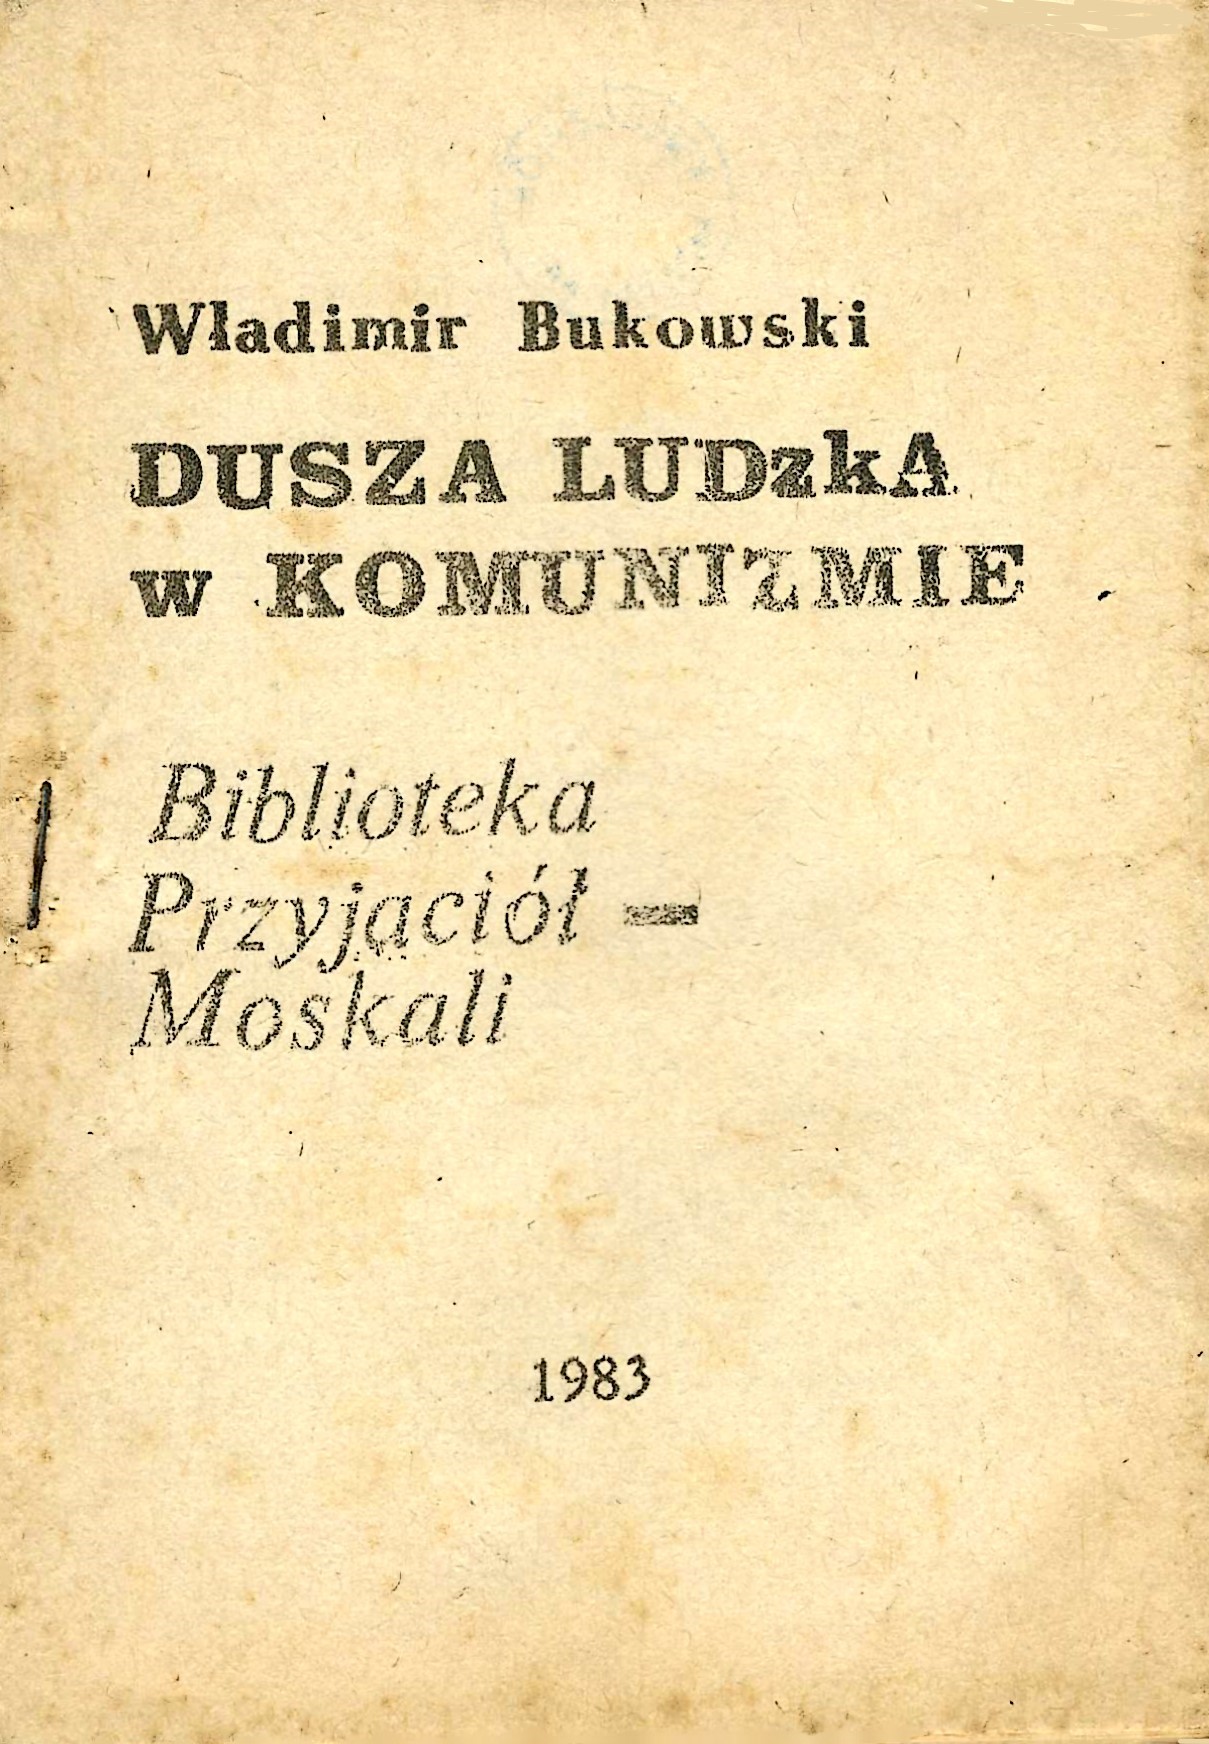 Władimir Bukowski
DUSZA LUDzkA
w KOMUNIZMIE
Biblioteka
Przyjaciół -
Moskali
1983